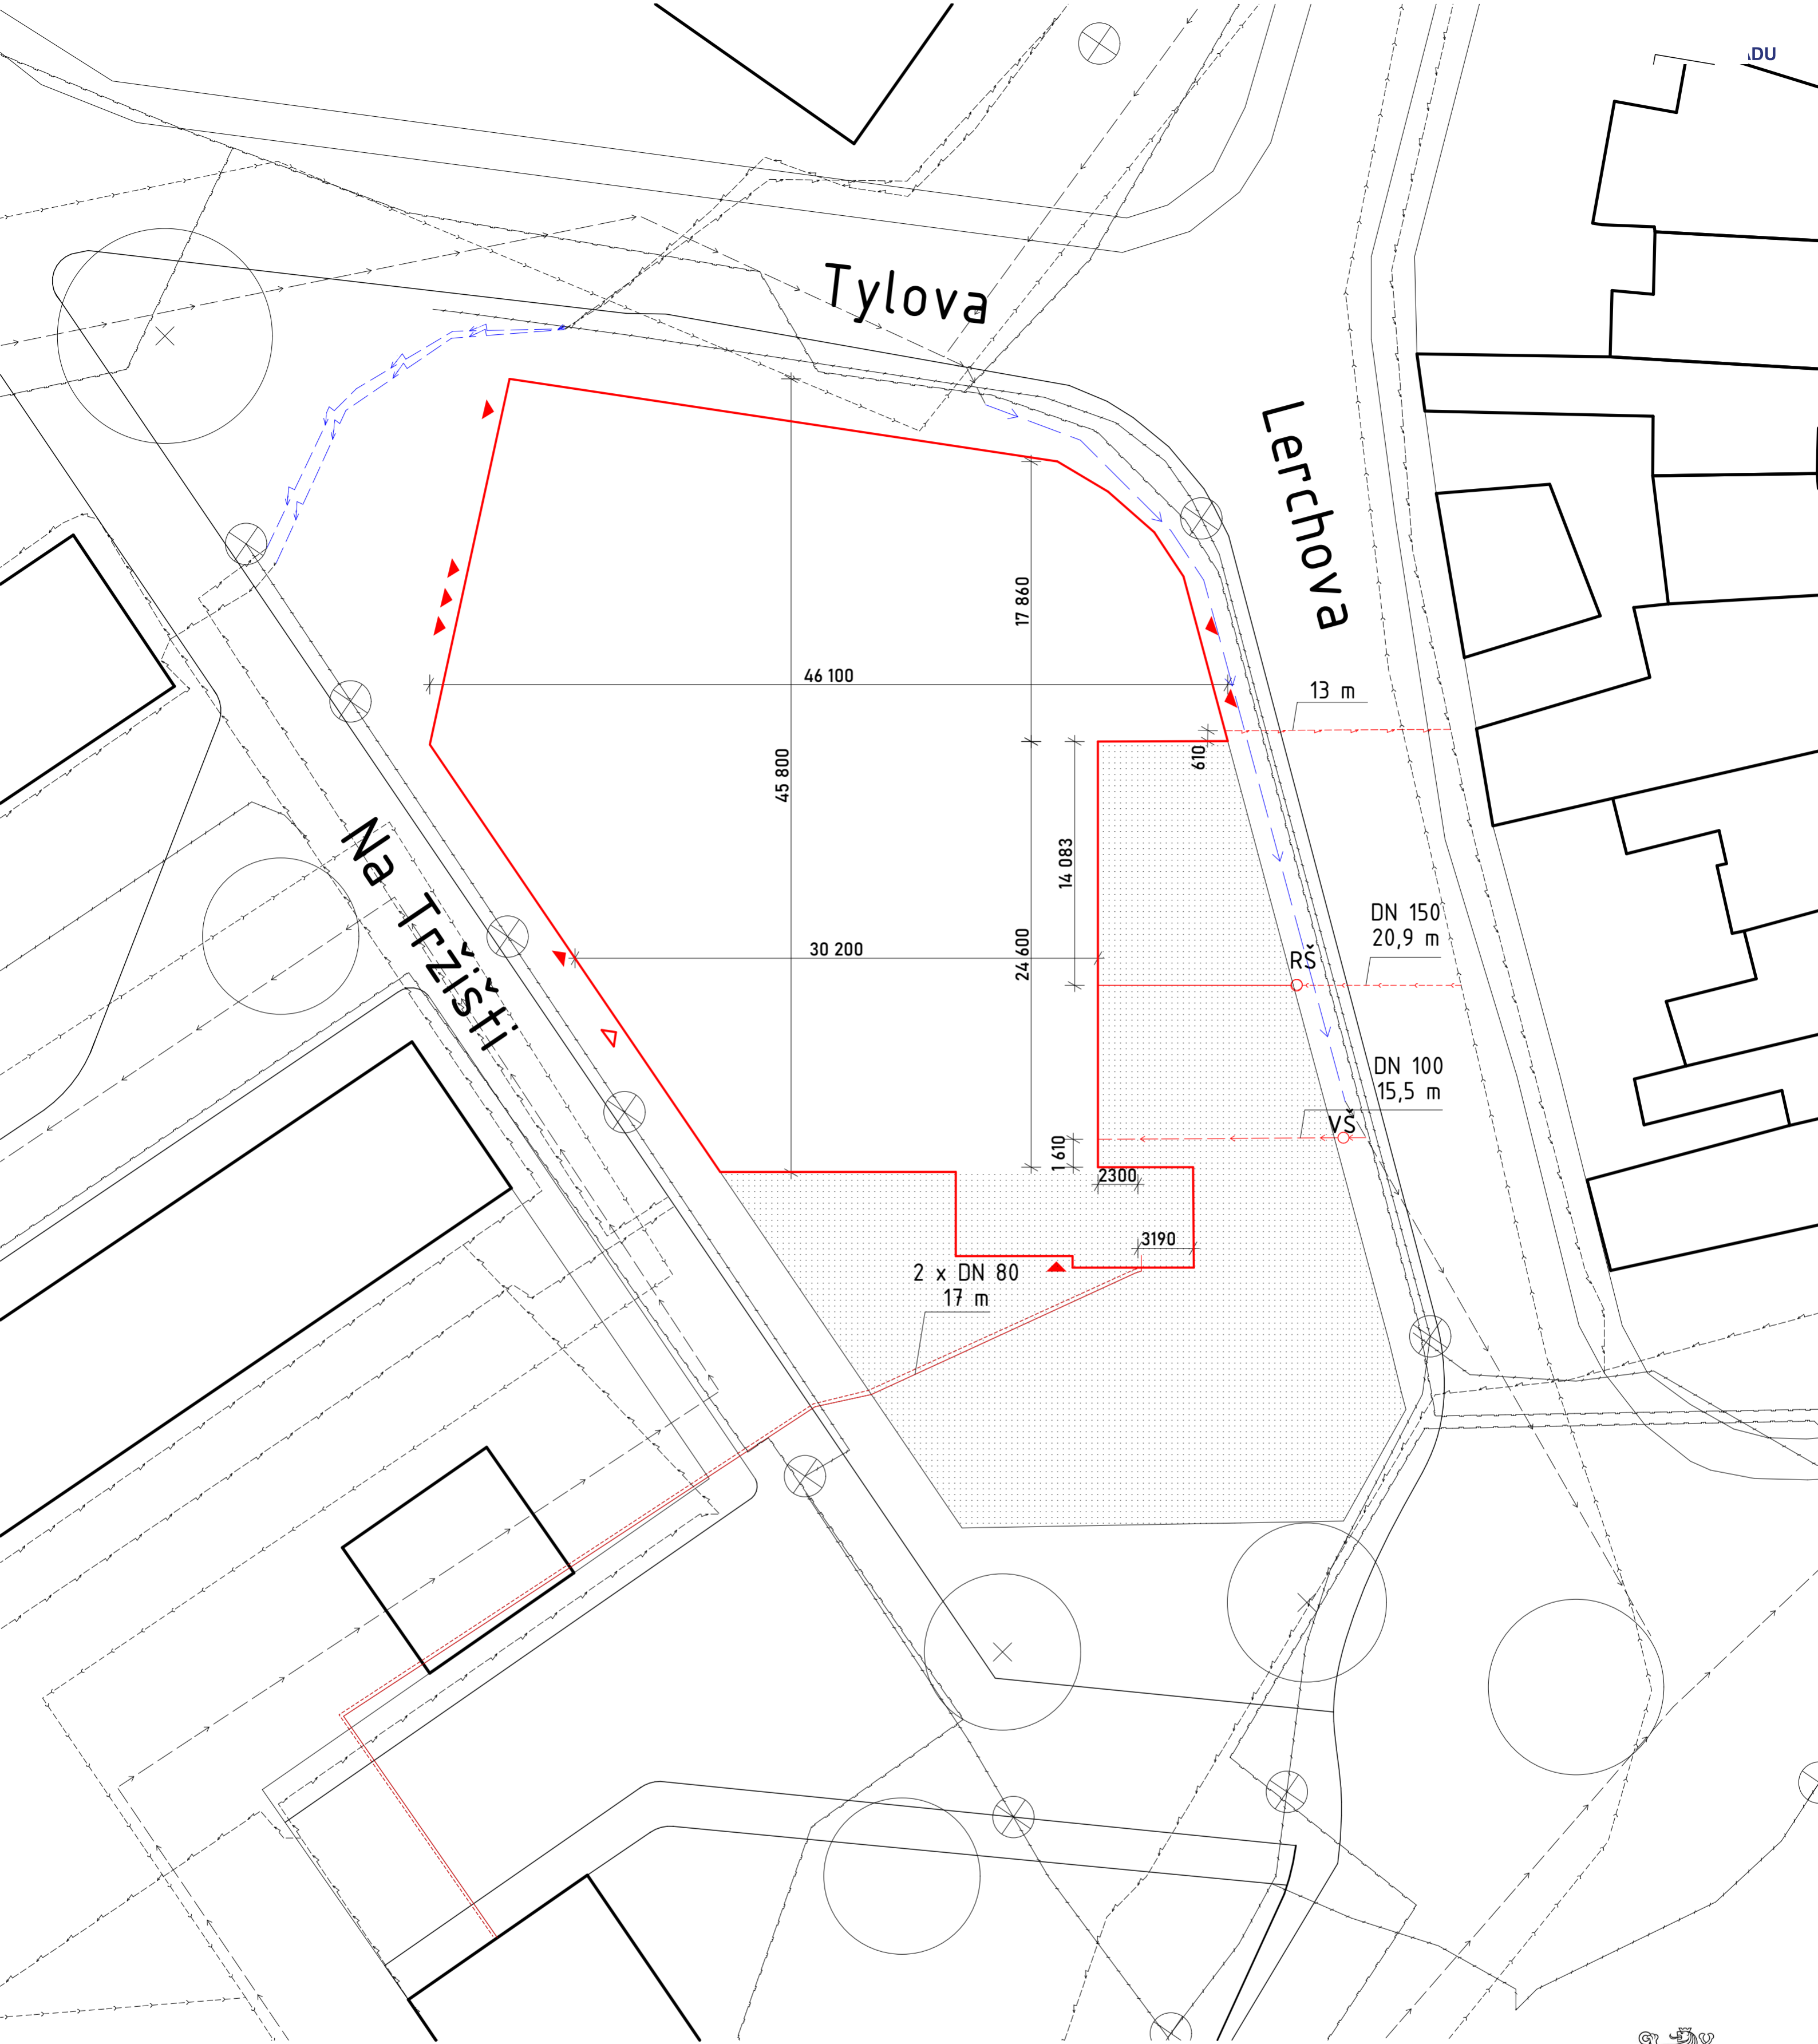 Tylova
Lerchova
17 860
46 100
13 m
610
45 800
14 083
Na Tržišti
DN 150
20,9 m
30 200
24 600
RŠ
DN 100
15,5 m
VŠ
1 610
2300
3190
2 x DN 80
17 m